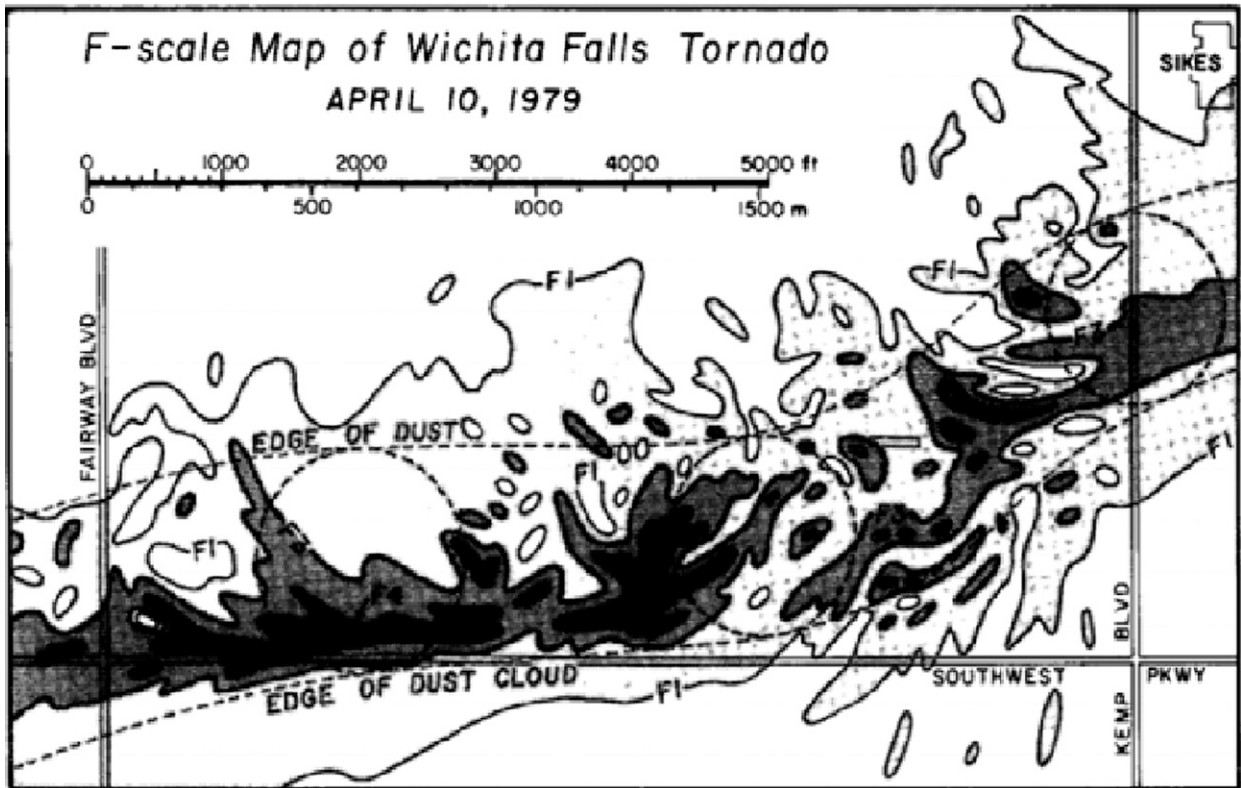 F-scale Map of Wichita Falls Tornado
APRIL 10, 1979
SIKES
0 1000 2000 3000 4000 5000 ft
0 500 1000 1500 m
F1
F1
FAIRWAY BLVD
EDGE OF DUST
F1
F1
F1
EDGE OF DUST CLOUD
F1
SOUTHWEST PKWY
KEMP BLVD